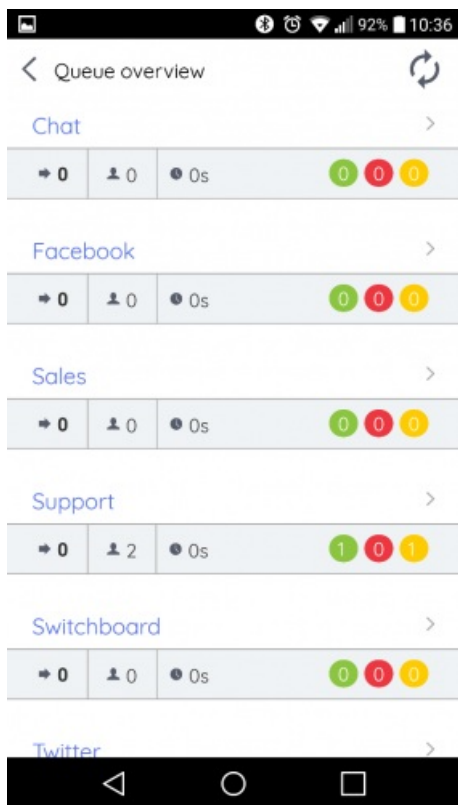 92% 10:36
Queue overview
Chat
0 0 0s 0 0 0
Facebook
0 0 0s 0 0 0
Sales
0 0 0s 0 0 0
Support
0 2 0s 1 0 1
Switchboard
0 0 0s 0 0 0
Twitter